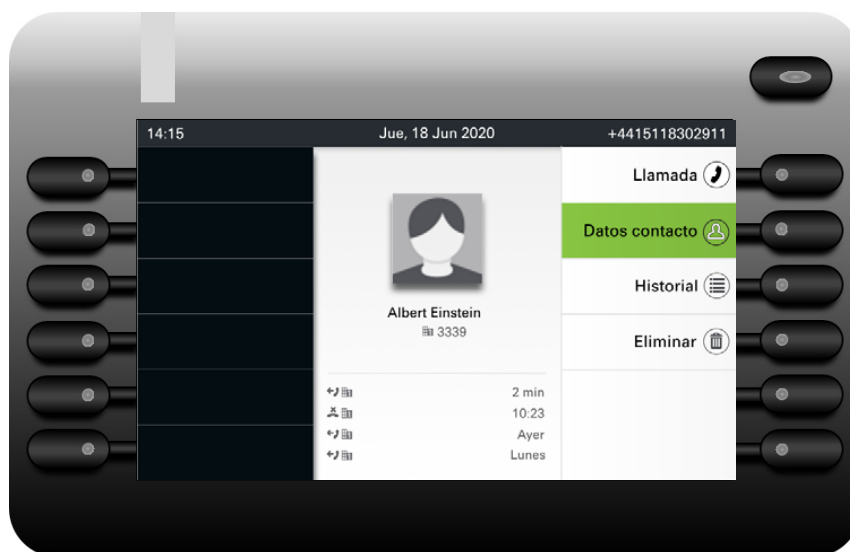 14:15 Jue, 18 Jun 2020 +4415118302911
Llamada
Datos contacto
Historial
Eliminar
Albert Einstein
3339
2 min
10:23
Ayer
Lunes